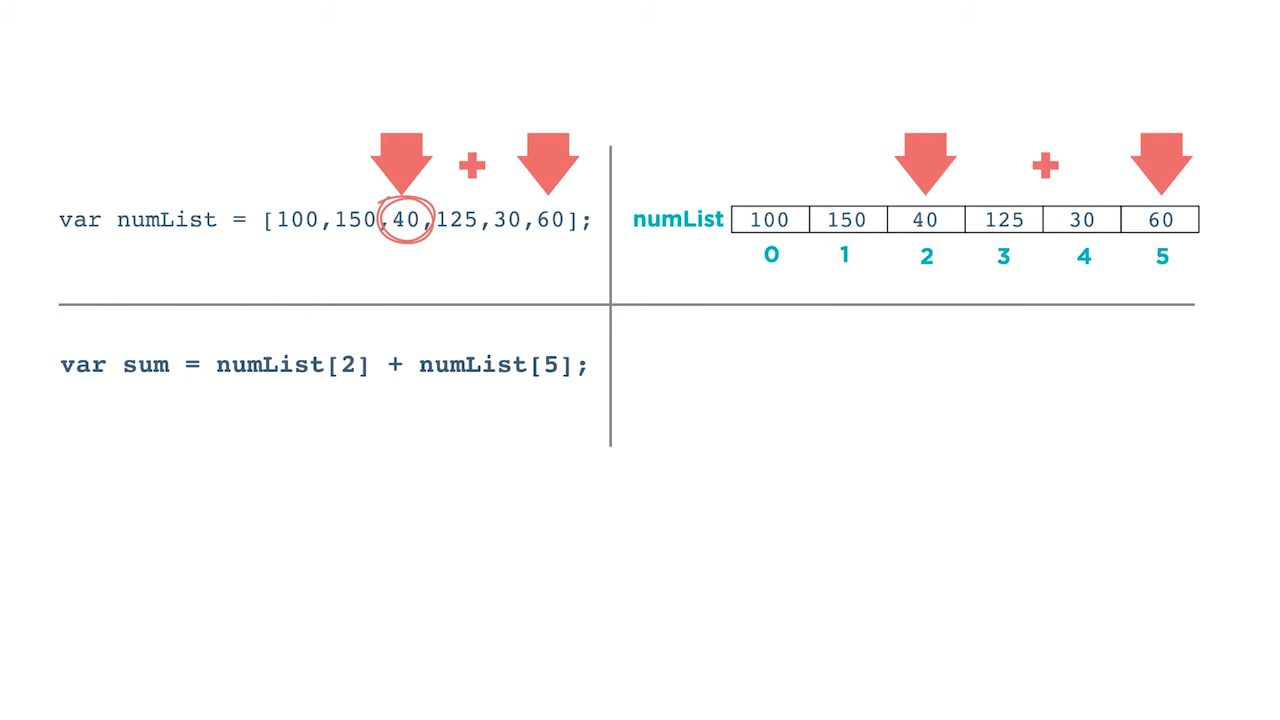 var numList = [100,150,40,125,30,60];
numList 100 150 40 125 30 60
0 1 2 3 4 5
var sum = numList[2] + numList[5];